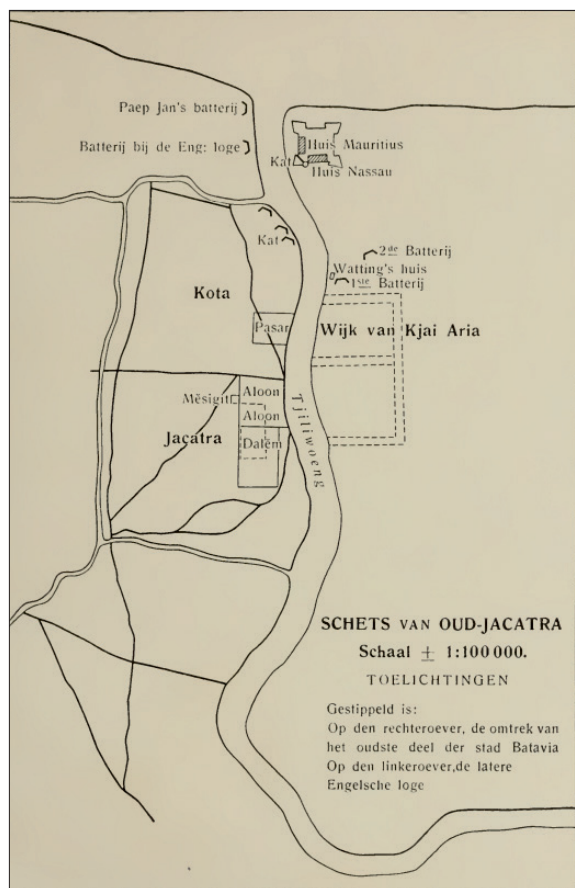 Paep Jan's batterij
Batterij bij de Eng: loge
Huis Mauritius
Kat
Huis Nassau
Kat
2de Batterij
Watting's huis
1ste Batterij
Kota
Pasar
Wijk van Kjai Aria
Mĕsigit
Aloon
Aloon
Jacatra
Dalĕm
Tjiliwoeng
SCHETS VAN OUD-JACATRA
Schaal ± 1:100000.
TOELICHTINGEN
Gestippeld is:
Op den rechteroever, de omtrek van
het oudste deel der stad Batavia
Op den linkeroever, de latere
Engelsche loge